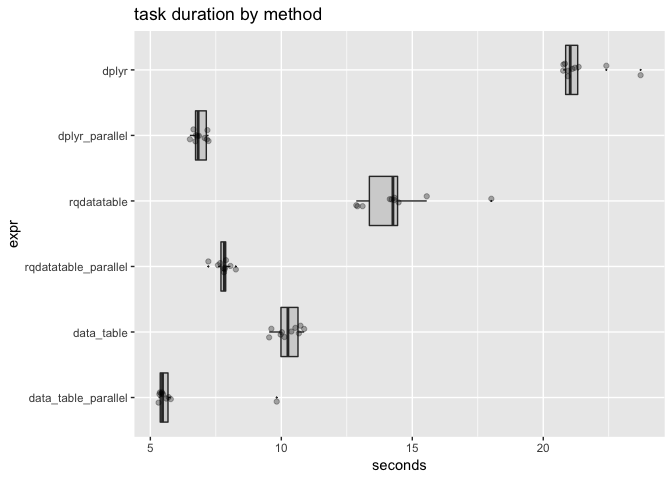 task duration by method
expr
dplyr
dplyr_parallel
rqdatatable
rqdatatable_parallel
data_table
data_table_parallel
5 10 15 20
seconds